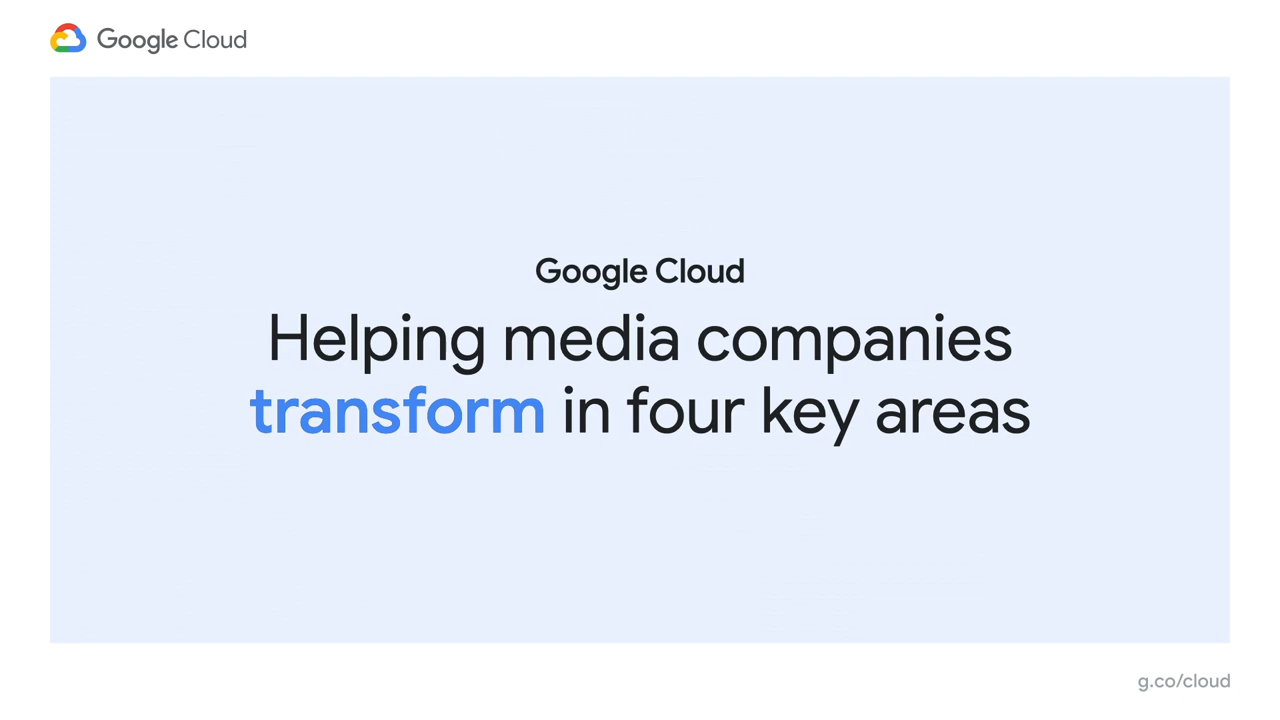 Google Cloud
Google Cloud
Helping media companies
transform in four key areas
g.co/cloud